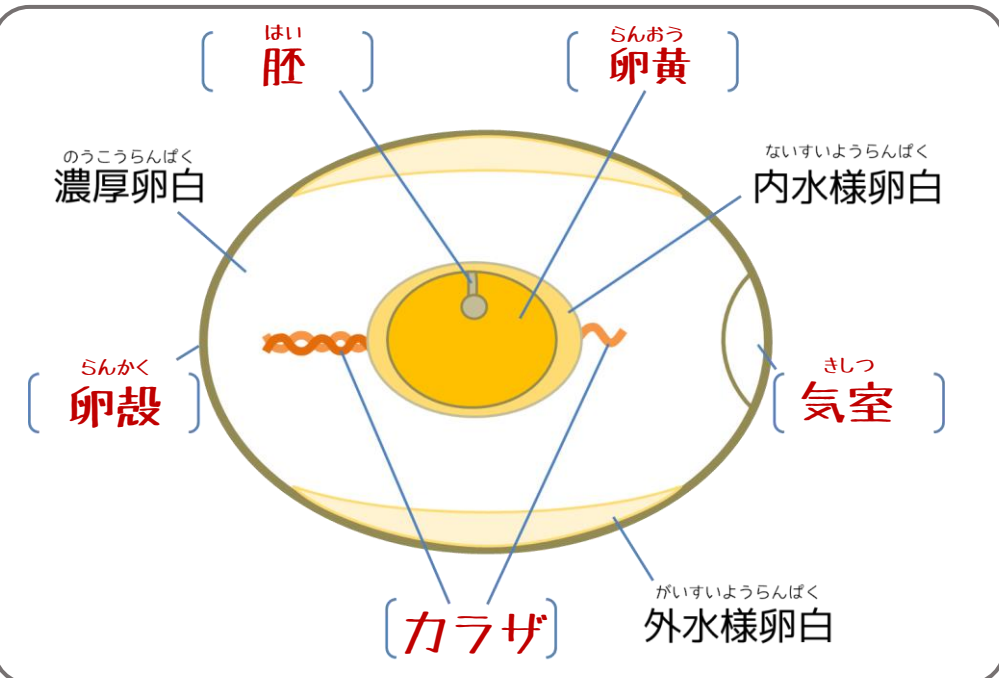 はい
〔胚〕
らんおう
〔卵黄〕
のうこうらんぱく
濃厚卵白
ないすいようらんぱく
内水様卵白
らんかく
〔卵殻〕
きしつ
〔気室〕
〔カラザ〕
がいすいようらんぱく
外水様卵白